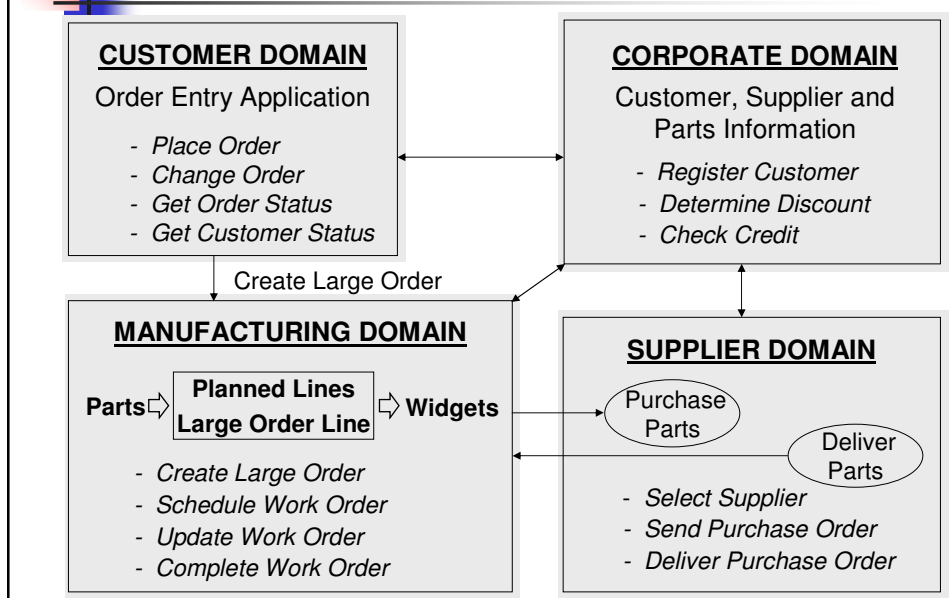 CUSTOMER DOMAIN
Order Entry Application
- Place Order
- Change Order
- Get Order Status
- Get Customer Status
CORPORATE DOMAIN
Customer, Supplier and
Parts Information
- Register Customer
- Determine Discount
- Check Credit
Create Large Order
MANUFACTURING DOMAIN
Parts
Planned Lines
Large Order Line
Widgets
- Create Large Order
- Schedule Work Order
- Update Work Order
- Complete Work Order
SUPPLIER DOMAIN
Purchase
Parts
Deliver
Parts
- Select Supplier
- Send Purchase Order
- Deliver Purchase Order